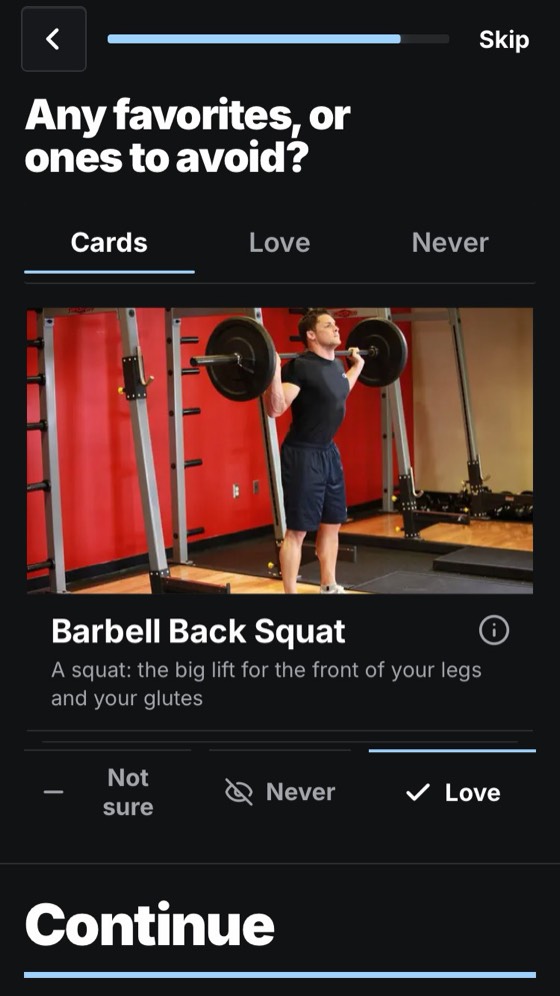 Skip
Any favorites, or
ones to avoid?
Cards Love Never
Barbell Back Squat
A squat: the big lift for the front of your legs
and your glutes
Not
sure
Never
Love
Continue